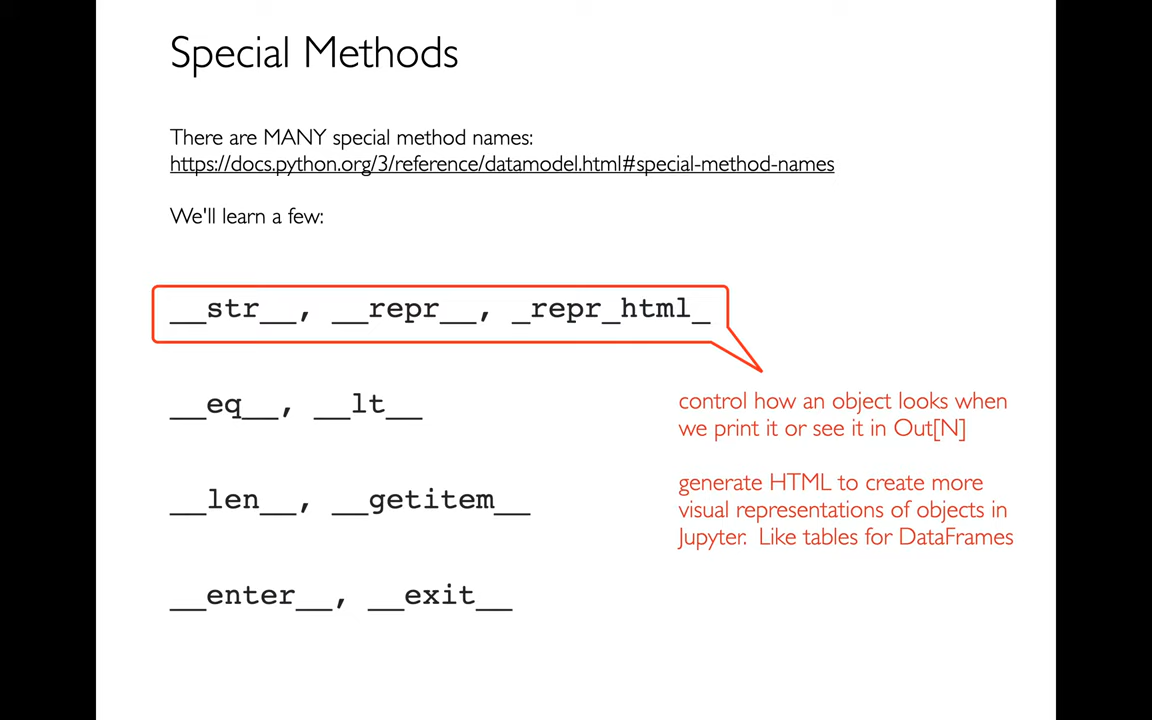 Special Methods
There are MANY special method names:
https://docs.python.org/3/reference/datamodel.html#special-method-names
We'll learn a few:
__str__, __repr__, _repr_html_
__eq__, __lt__
control how an object looks when
we print it or see it in Out[N]
generate HTML to create more
visual representations of objects in
Jupyter. Like tables for DataFrames
__len__, __getitem__
__enter__, __exit__